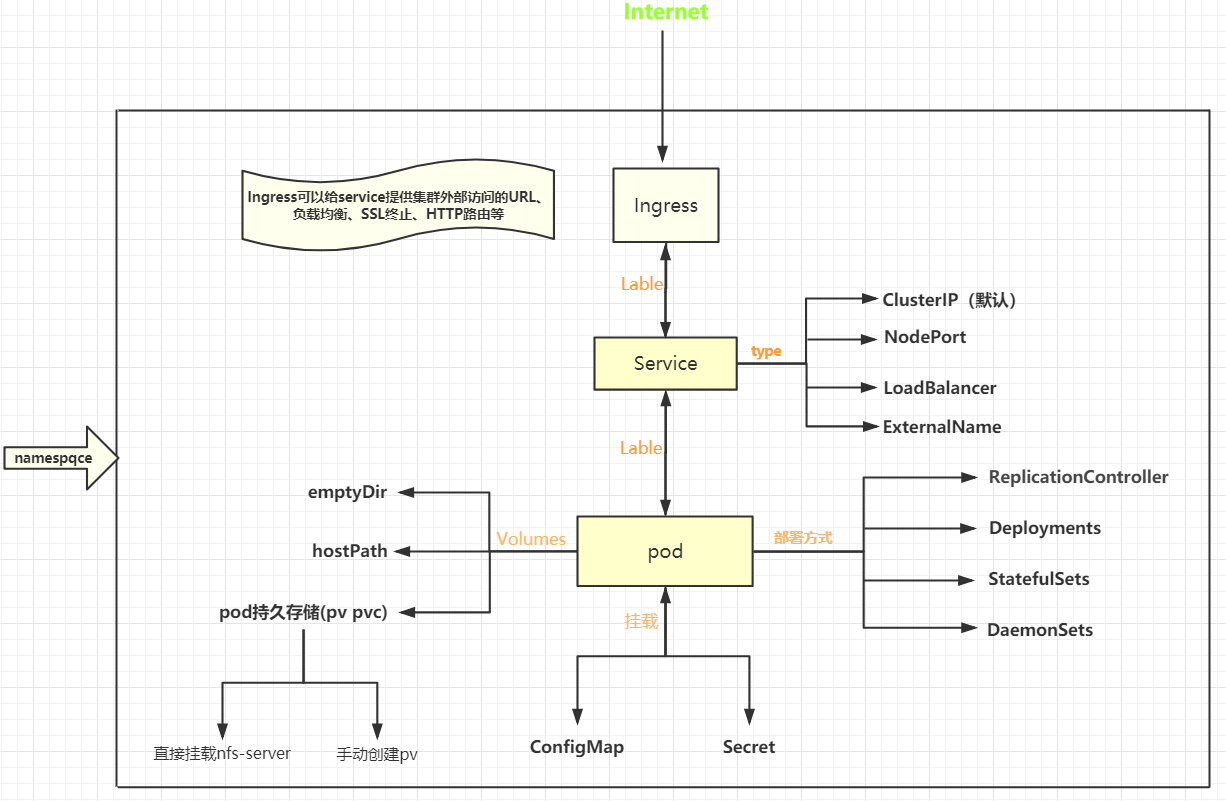 Internet
Ingress可以给service提供集群外部访问的URL、
负载均衡、SSL终止、HTTP路由等
Ingress
Lable
Service
type
ClusterIP（默认）
NodePort
LoadBalancer
ExternalName
Lable
namespqce
emptyDir
hostPath
pod持久存储(pv pvc)
Volumes
pod
部署方式
ReplicationController
Deployments
StatefulSets
DaemonSets
挂载
直接挂载nfs-server
手动创建pv
ConfigMap
Secret